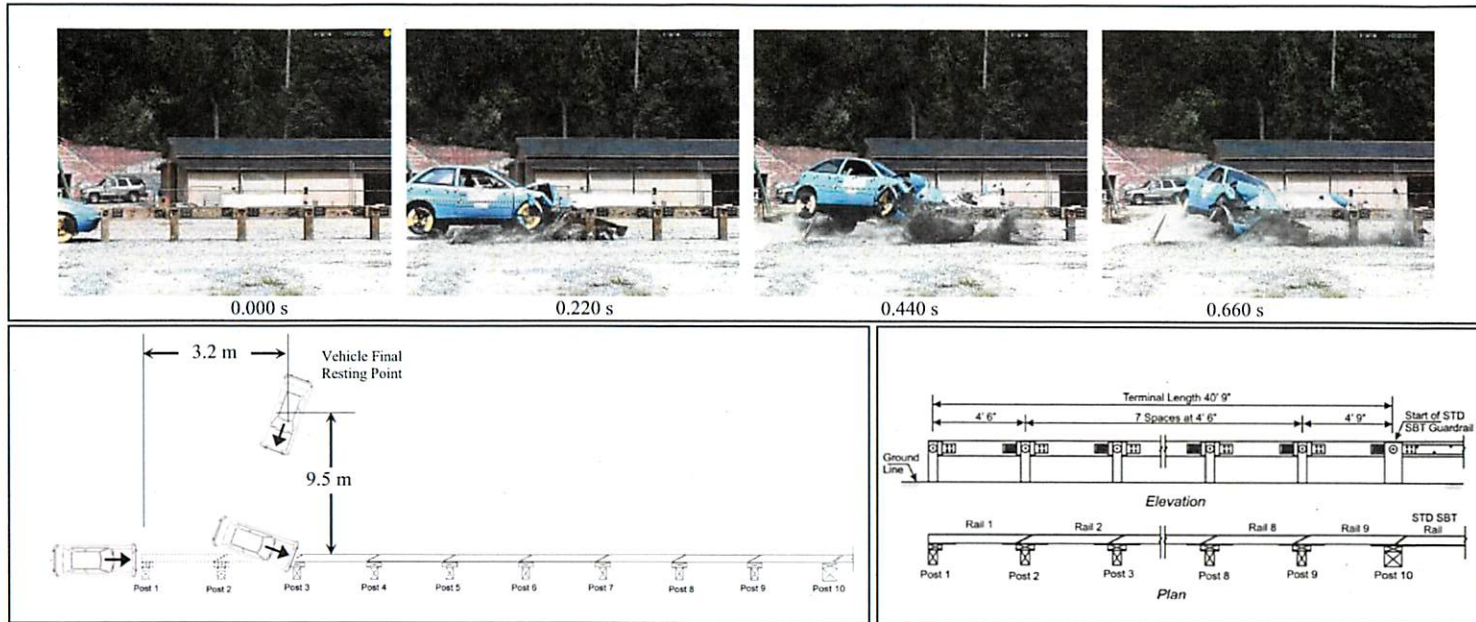 0.000 s
0.220 s
0.440 s
0.660 s
3.2 m
Vehicle Final
Resting Point
9.5 m
Post 1 Post 2 Post 3 Post 4 Post 5 Post 6 Post 7 Post 8 Post 9 Post 10
Terminal Length 40' 9"
4' 6" 7 Spaces at 4' 6" 4' 9" Start of STD
SBT Guardrail
Ground
Line
Elevation
Rail 1 Rail 2 Rail 8 Rail 9 STD SBT
Rail
Post 1 Post 2 Post 3 Post 8 Post 9 Post 10
Plan